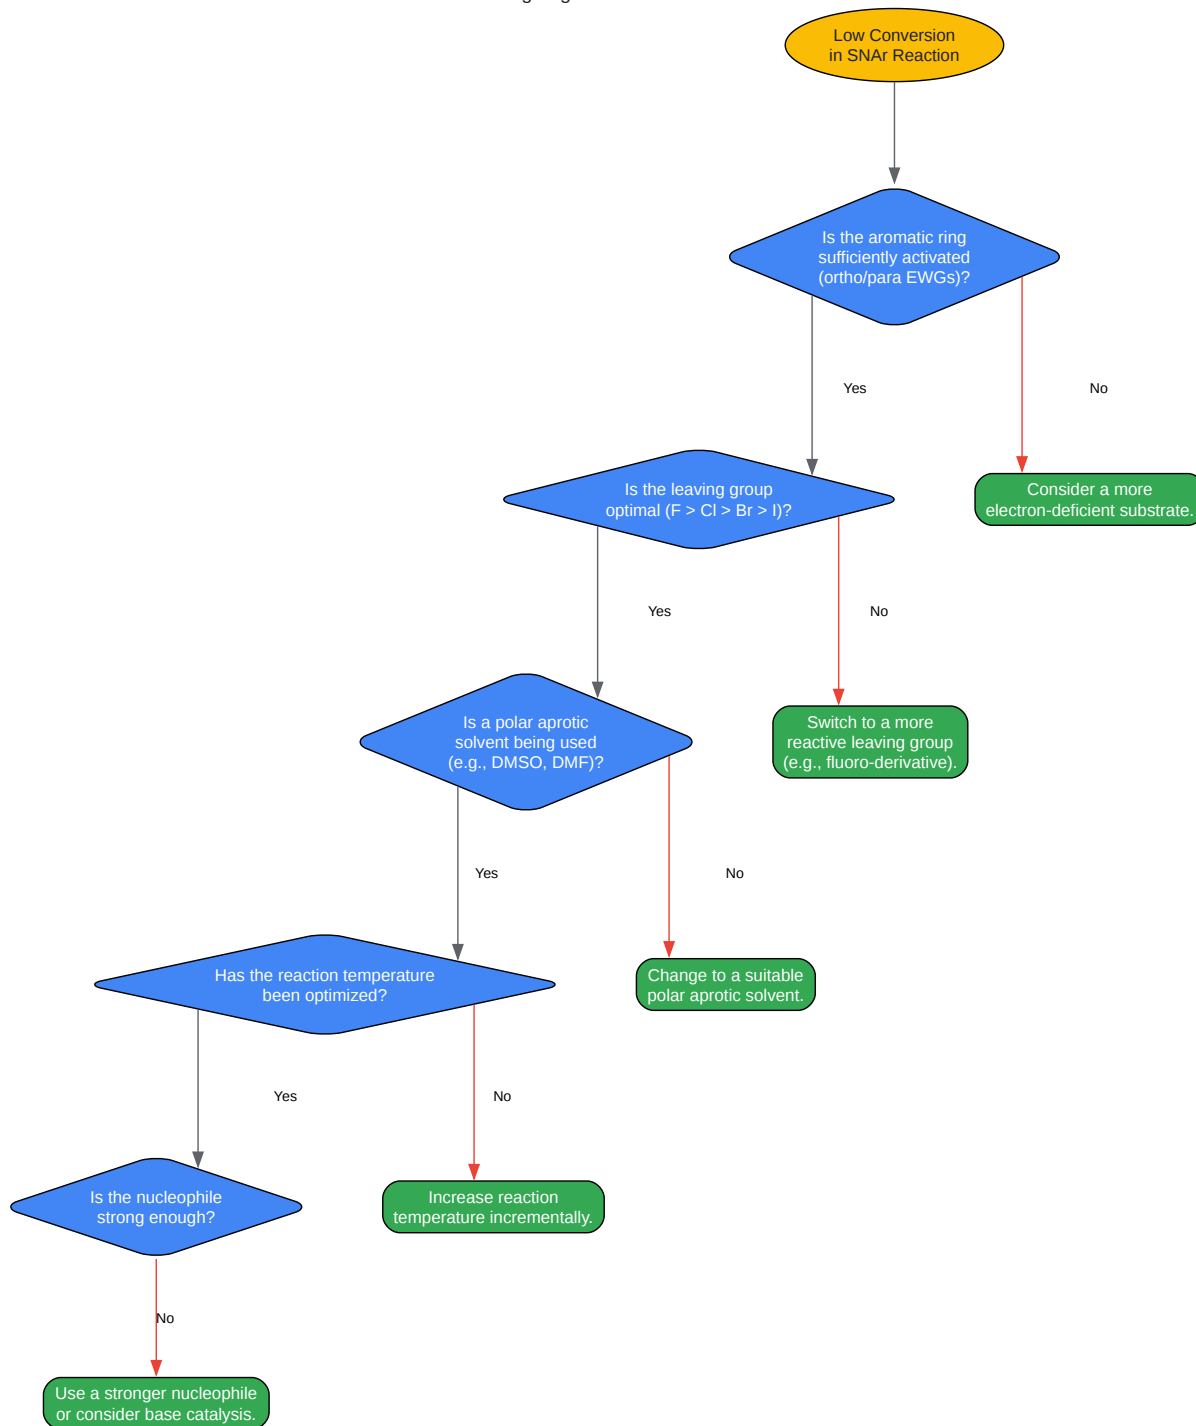 Low Conversion
in SNAr Reaction
Is the aromatic ring
sufficiently activated
(ortho/para EWGs)?
Yes
No
Is the leaving group
optimal (F > Cl > Br > I)?
Consider a more
electron-deficient substrate.
Yes
No
Is a polar aprotic
solvent being used
(e.g., DMSO, DMF)?
Switch to a more
reactive leaving group
(e.g., fluoro-derivative).
Yes
No
Has the reaction temperature
been optimized?
Change to a suitable
polar aprotic solvent.
Yes
No
Is the nucleophile
strong enough?
Increase reaction
temperature incrementally.
No
Use a stronger nucleophile
or consider base catalysis.